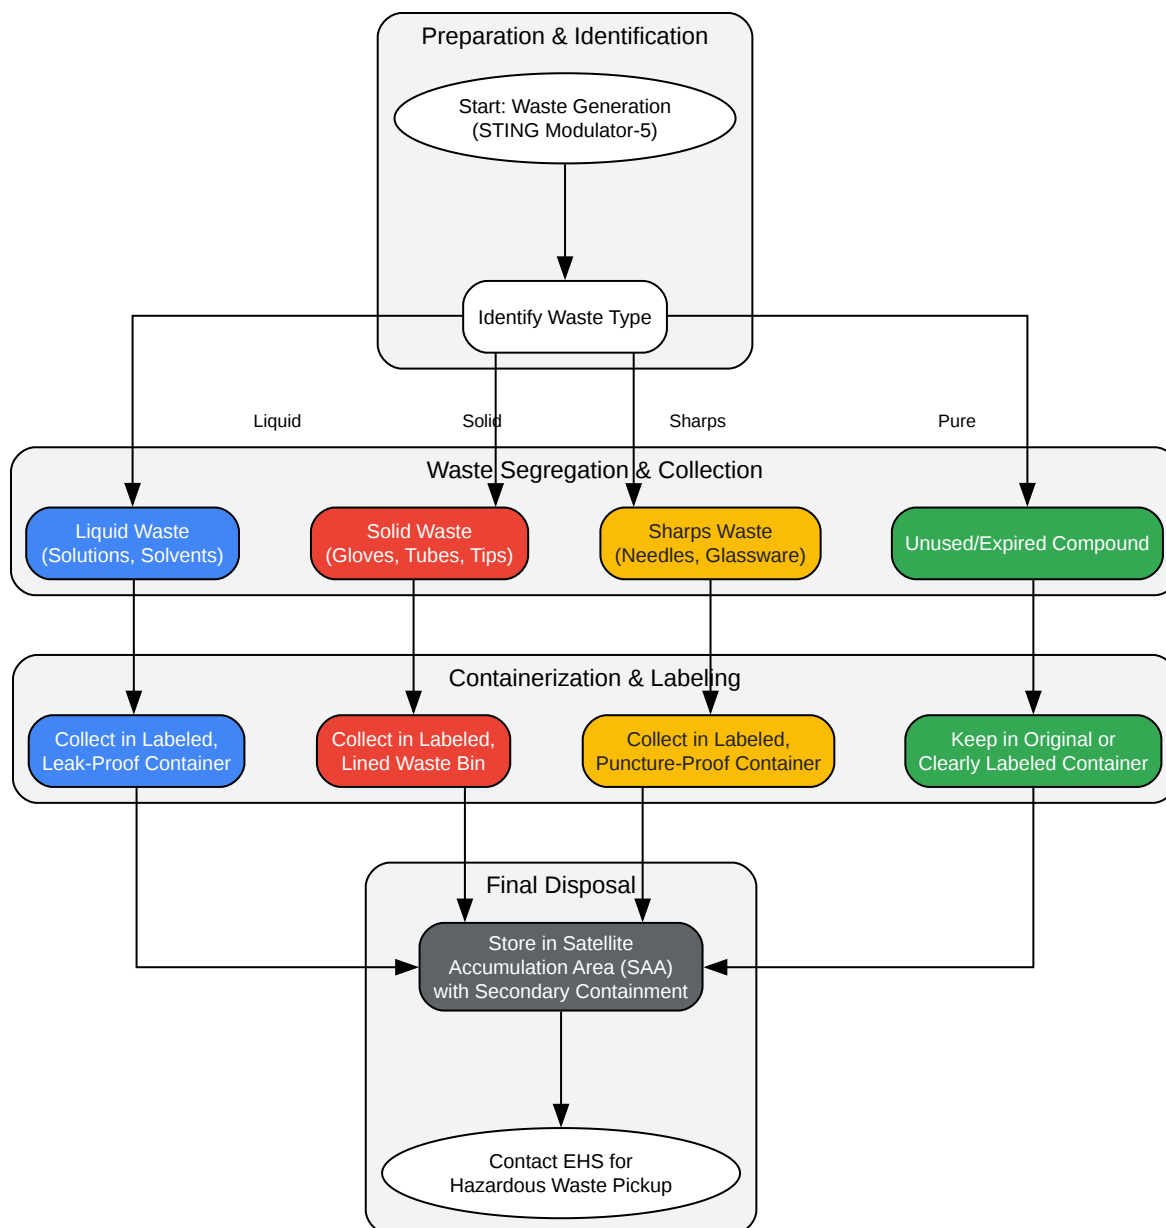 Preparation & Identification
Start: Waste Generation
(STING Modulator-5)
Identify Waste Type
Liquid
Solid
Sharps
Pure
Waste Segregation & Collection
Liquid Waste
(Solutions, Solvents)
Solid Waste
(Gloves, Tubes, Tips)
Sharps Waste
(Needles, Glassware)
Unused/Expired Compound
Containerization & Labeling
Collect in Labeled,
Leak-Proof Container
Collect in Labeled,
Lined Waste Bin
Collect in Labeled,
Puncture-Proof Container
Keep in Original or
Clearly Labeled Container
Final Disposal
Store in Satellite
Accumulation Area (SAA)
with Secondary Containment
Contact EHS for
Hazardous Waste Pickup